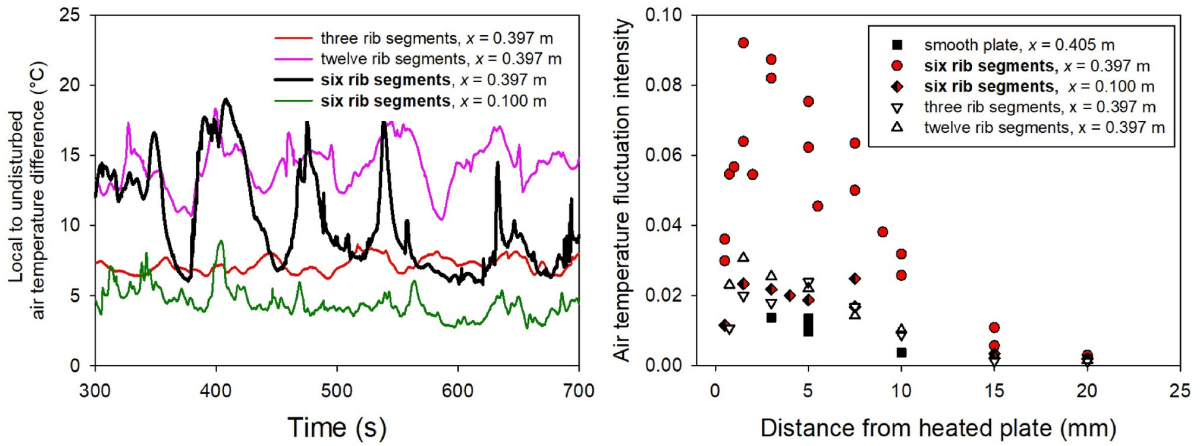 25
20
15
10
5
0
Local to undisturbed
air temperature difference (°C)
three rib segments, x = 0.397 m
twelve rib segments, x = 0.397 m
six rib segments, x = 0.397 m
six rib segments, x = 0.100 m
300 400 500 600 700
Time (s)
0.10
0.08
0.06
0.04
0.02
0.00
Air temperature fluctuation intensity
smooth plate, x = 0.405 m
six rib segments, x = 0.397 m
six rib segments, x = 0.100 m
three rib segments, x = 0.397 m
twelve rib segments, x = 0.397 m
0 5 10 15 20 25
Distance from heated plate (mm)